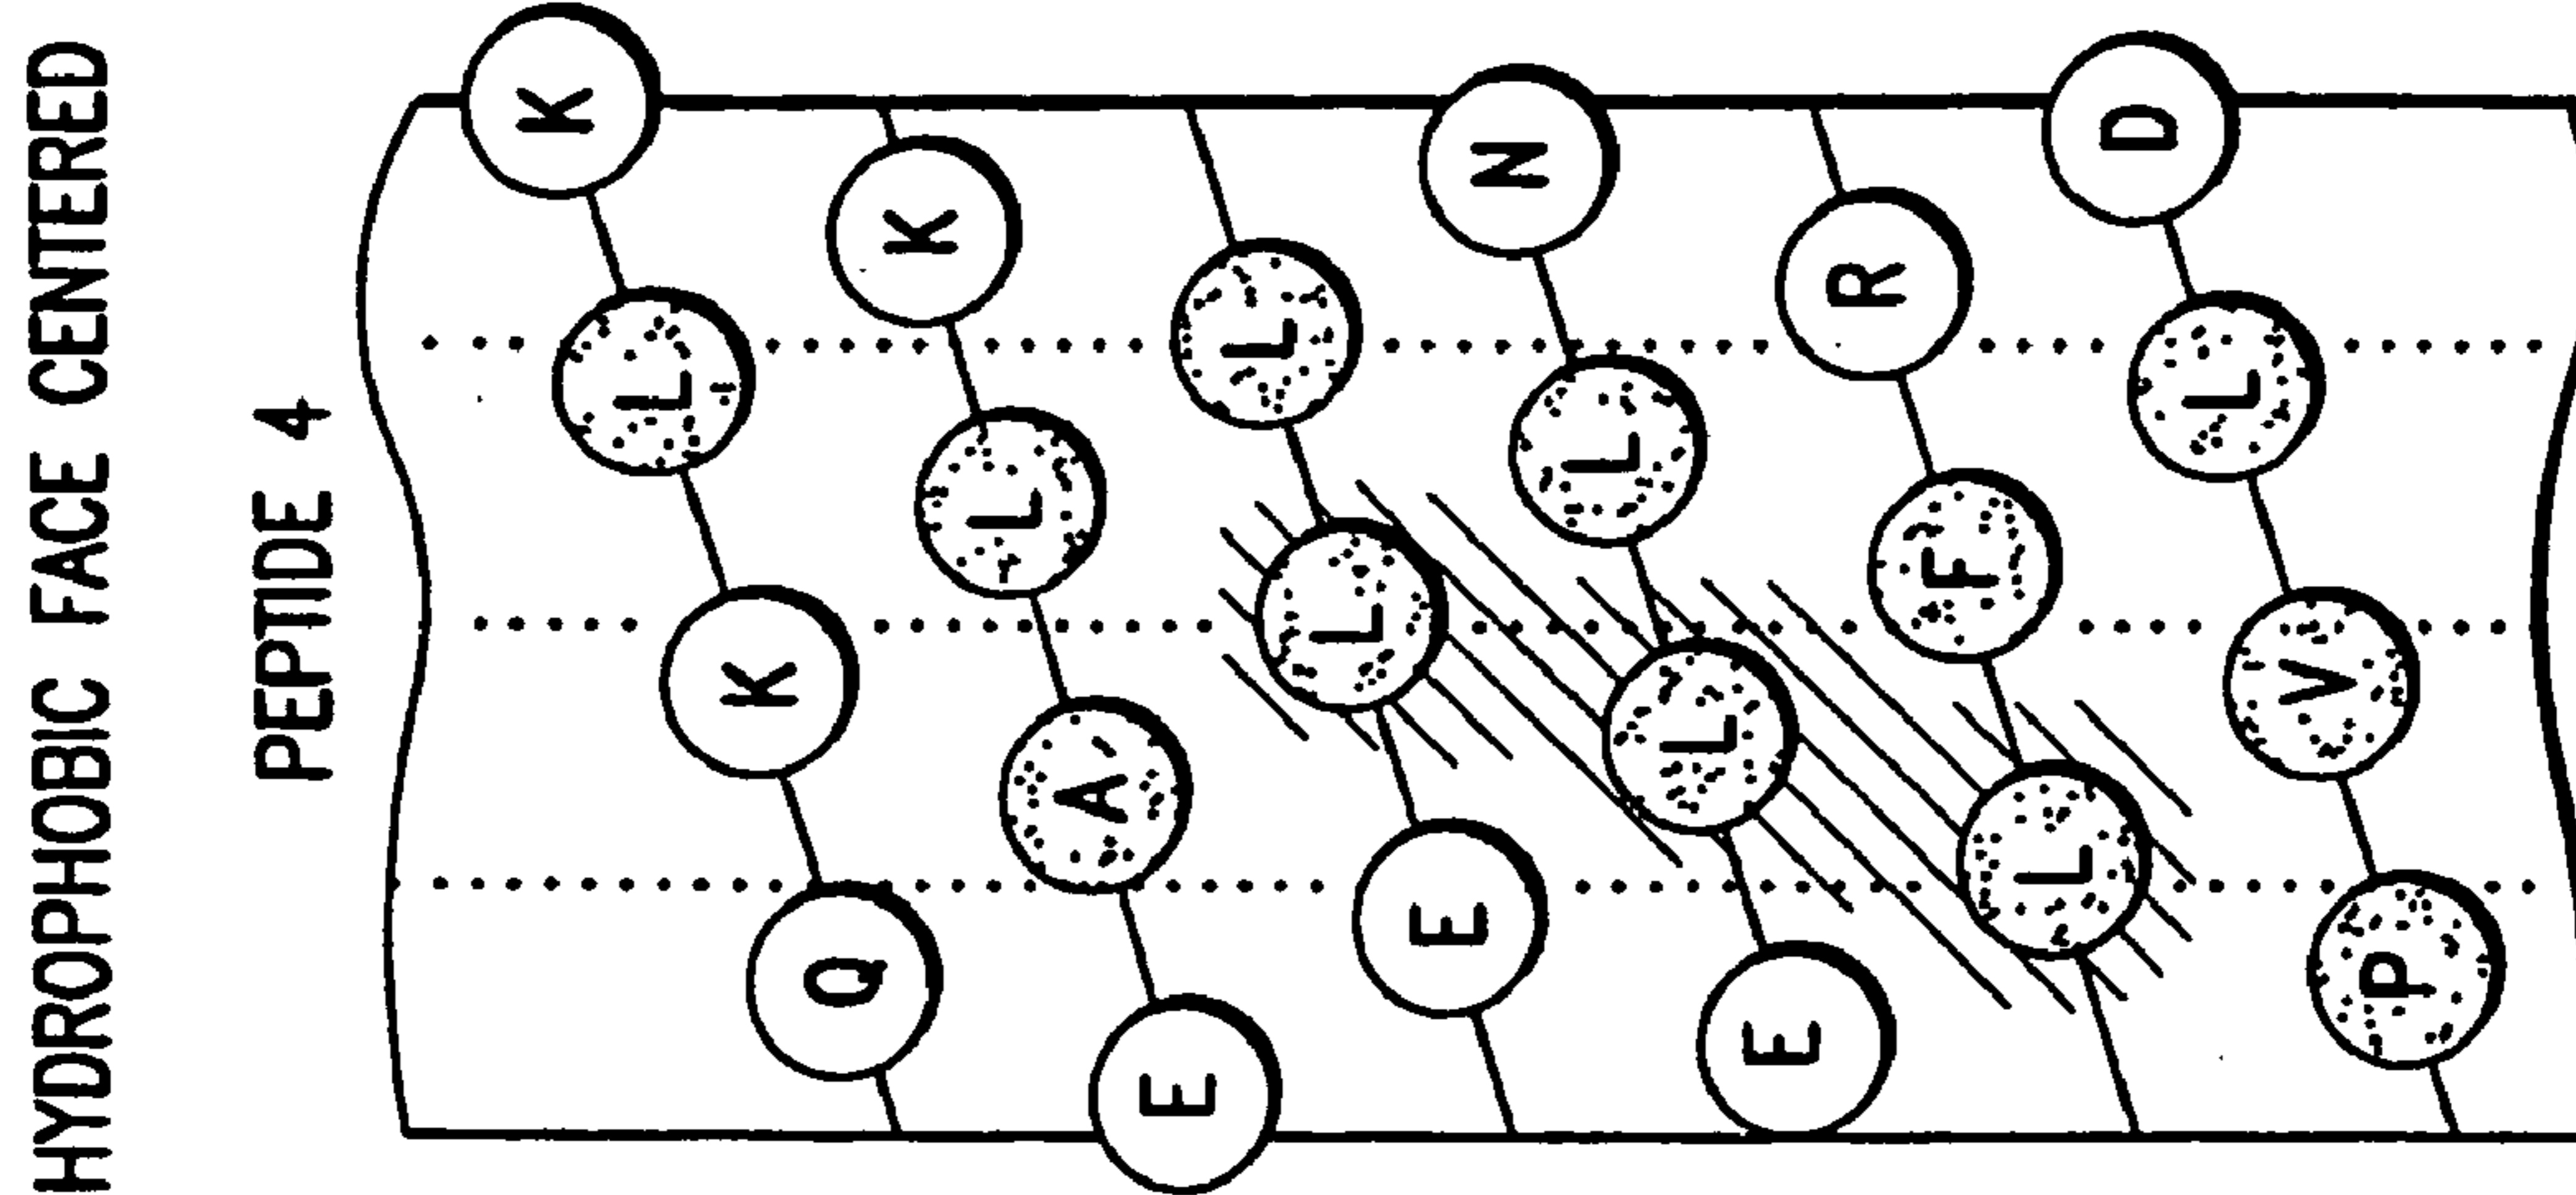 HYDROPHOBIC FACE CENTERED
PEPTIDE 4
Q K L K
E A L K
E L L
E L L N
L F R
P V L D